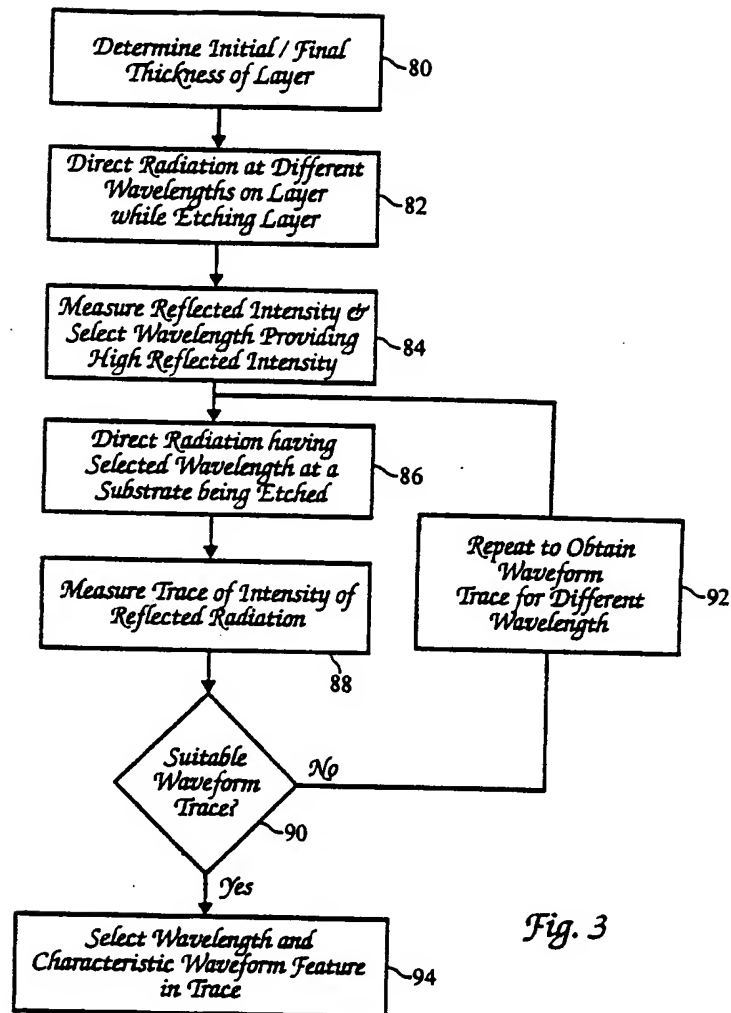 Determine Initial / Final
Thickness of Layer
80
Direct Radiation at Different
Wavelengths on Layer
while Etching Layer
82
Measure Reflected Intensity &
Select Wavelength Providing
High Reflected Intensity
84
Direct Radiation having
Selected Wavelength at a
Substrate being Etched
86
Measure Trace of Intensity of
Reflected Radiation
88
Repeat to Obtain
Waveform
Trace for Different
Wavelength
92
Suitable
Waveform
Trace?
No
90
Yes
Select Wavelength and
Characteristic Waveform Feature
in Trace
94
Fig. 3